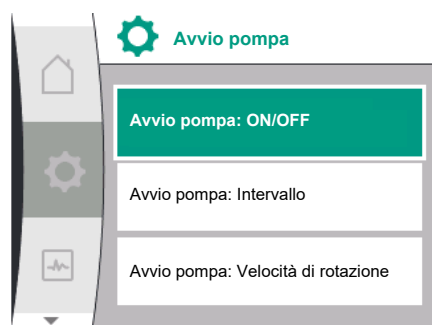 Avvio pompa
Avvio pompa: ON/OFF
Avvio pompa: Intervallo
Avvio pompa: Velocità di rotazione